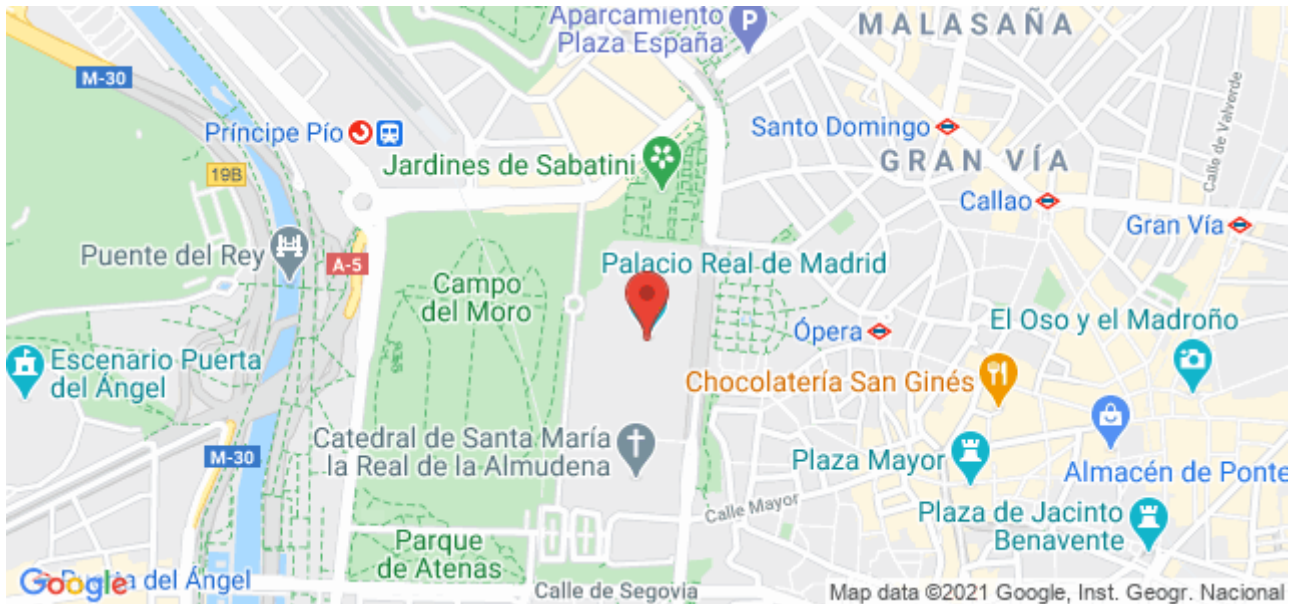 Aparcamiento
Plaza España
P
MALASAÑA
M-30
Príncipe Pío
Santo Domingo
Calle de Valverde
Jardines de Sabatini
GRAN VÍA
19B
Callao
Gran Vía
Puente del Rey
A-5
Palacio Real de Madrid
Campo
del Moro
Ópera
El Oso y el Madroño
Escenario Puerta
del Ángel
Chocolatería San Ginés
Catedral de Santa María
la Real de la Almudena
M-30
Plaza Mayor
Almacén de Ponte
Calle Mayor
Plaza de Jacinto
Benavente
Parque
de Atenas
Google
del Ángel
Calle de Segovia
Map data ©2021 Google, Inst. Geogr. Nacional